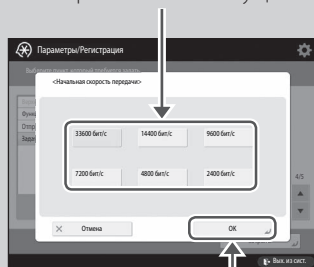 Параметры/Регистрация
<Начальная скорость передачи>
33600 бит/с 14400 бит/с 9600 бит/с
7200 бит/с 4800 бит/с 2400 бит/с
4/5
Отмена OK
Вых. из сист.